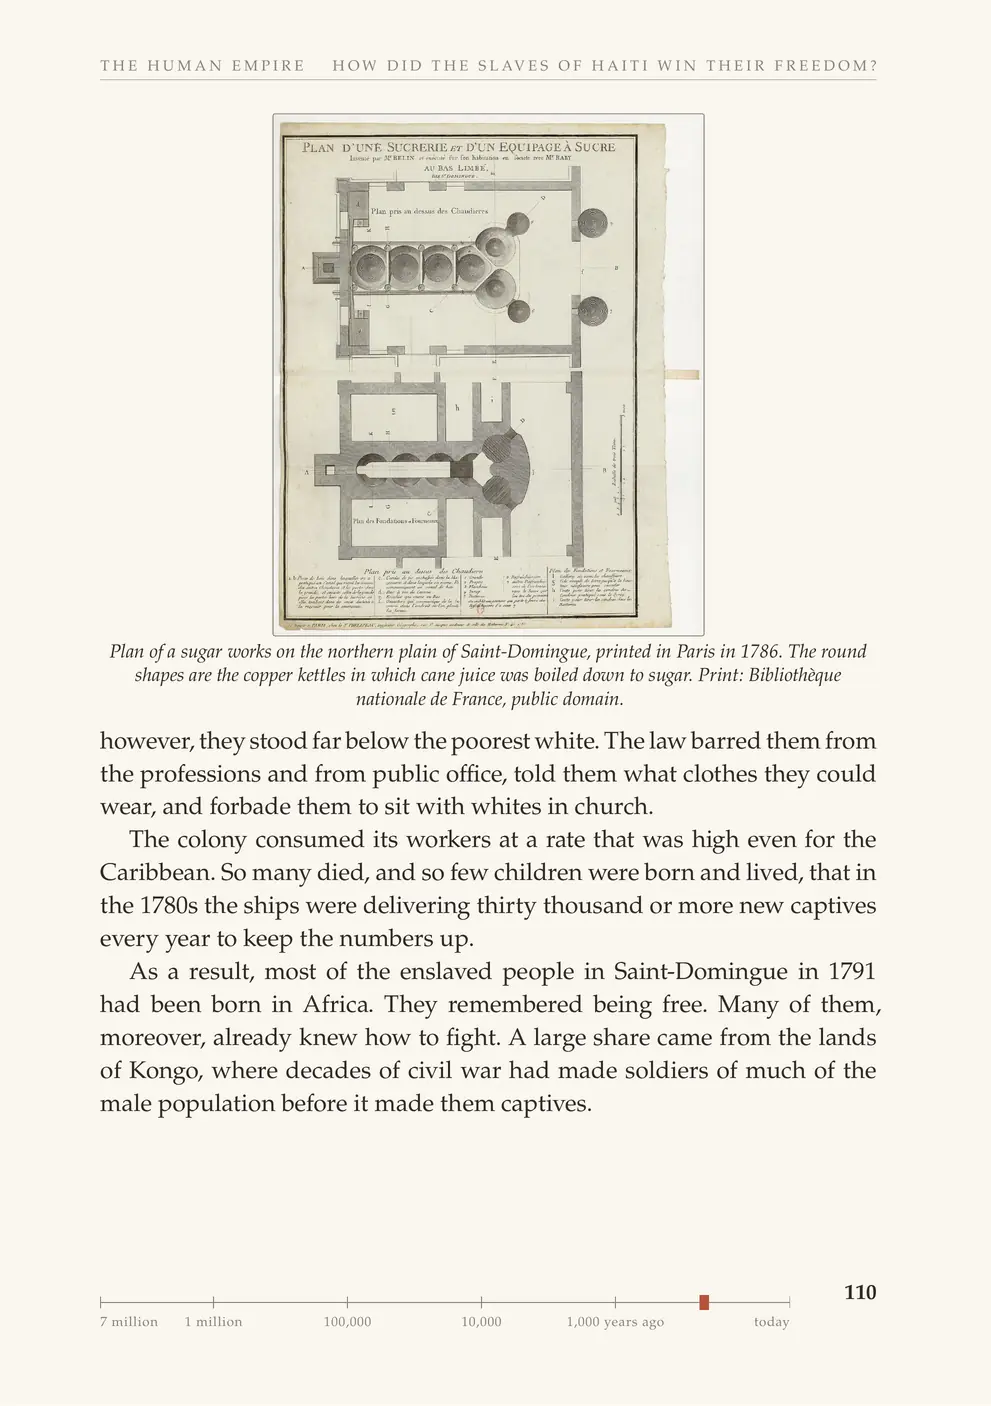 THE HUMAN EMPIRE HOW DID THE SLAVES OF HAITI WIN THEIR FREEDOM?
PLAN D'UNE SUCRERIE ET D'UN EQUIPAGE À SUCRE
AU BAS LIMBÉ,
Plan pris au dessus des Chaudieres
Plan des Fondations et Fourneaux
Plan pris au dessus des Chaudieres
Plan of a sugar works on the northern plain of Saint-Domingue, printed in Paris in 1786. The round
shapes are the copper kettles in which cane juice was boiled down to sugar. Print: Bibliothèque
nationale de France, public domain.
however, they stood far below the poorest white. The law barred them from
the professions and from public office, told them what clothes they could
wear, and forbade them to sit with whites in church.
The colony consumed its workers at a rate that was high even for the
Caribbean. So many died, and so few children were born and lived, that in
the 1780s the ships were delivering thirty thousand or more new captives
every year to keep the numbers up.
As a result, most of the enslaved people in Saint-Domingue in 1791
had been born in Africa. They remembered being free. Many of them,
moreover, already knew how to fight. A large share came from the lands
of Kongo, where decades of civil war had made soldiers of much of the
male population before it made them captives.
110
7 million 1 million 100,000 10,000 1,000 years ago today